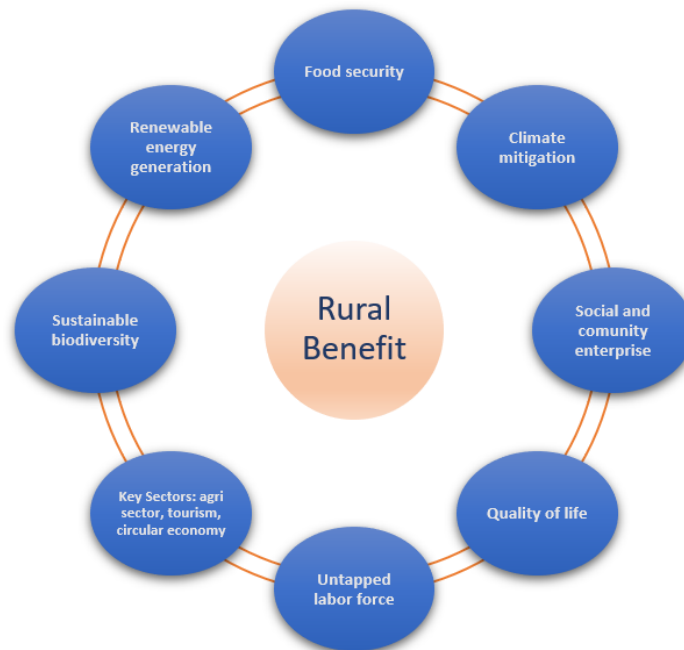 Food security
Climate
mitigation
Social and
comunity
enterprise
Quality of life
Untapped
labor force
Key Sectors: agri
sector, tourism,
circular economy
Sustainable
biodiversity
Renewable
energy
generation
Rural
Benefit